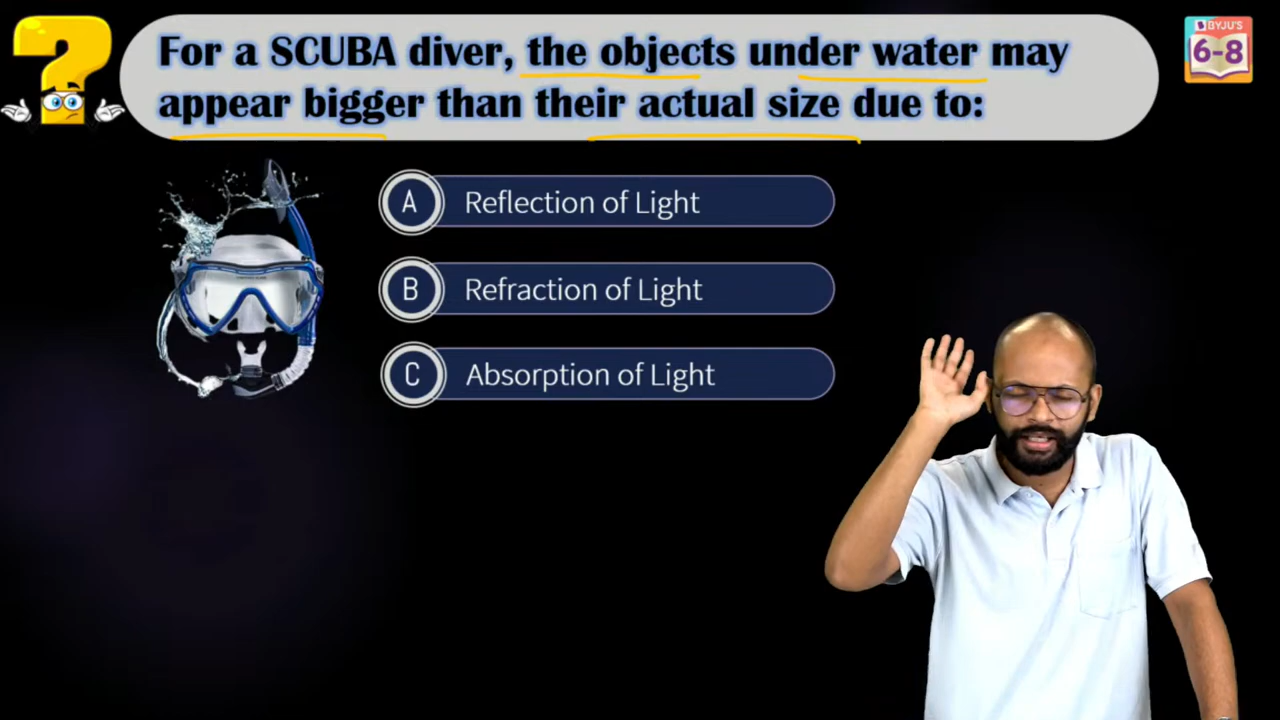 For a SCUBA diver, the objects under water may
appear bigger than their actual size due to:
BYJU'S
6-8
A Reflection of Light
B Refraction of Light
C Absorption of Light